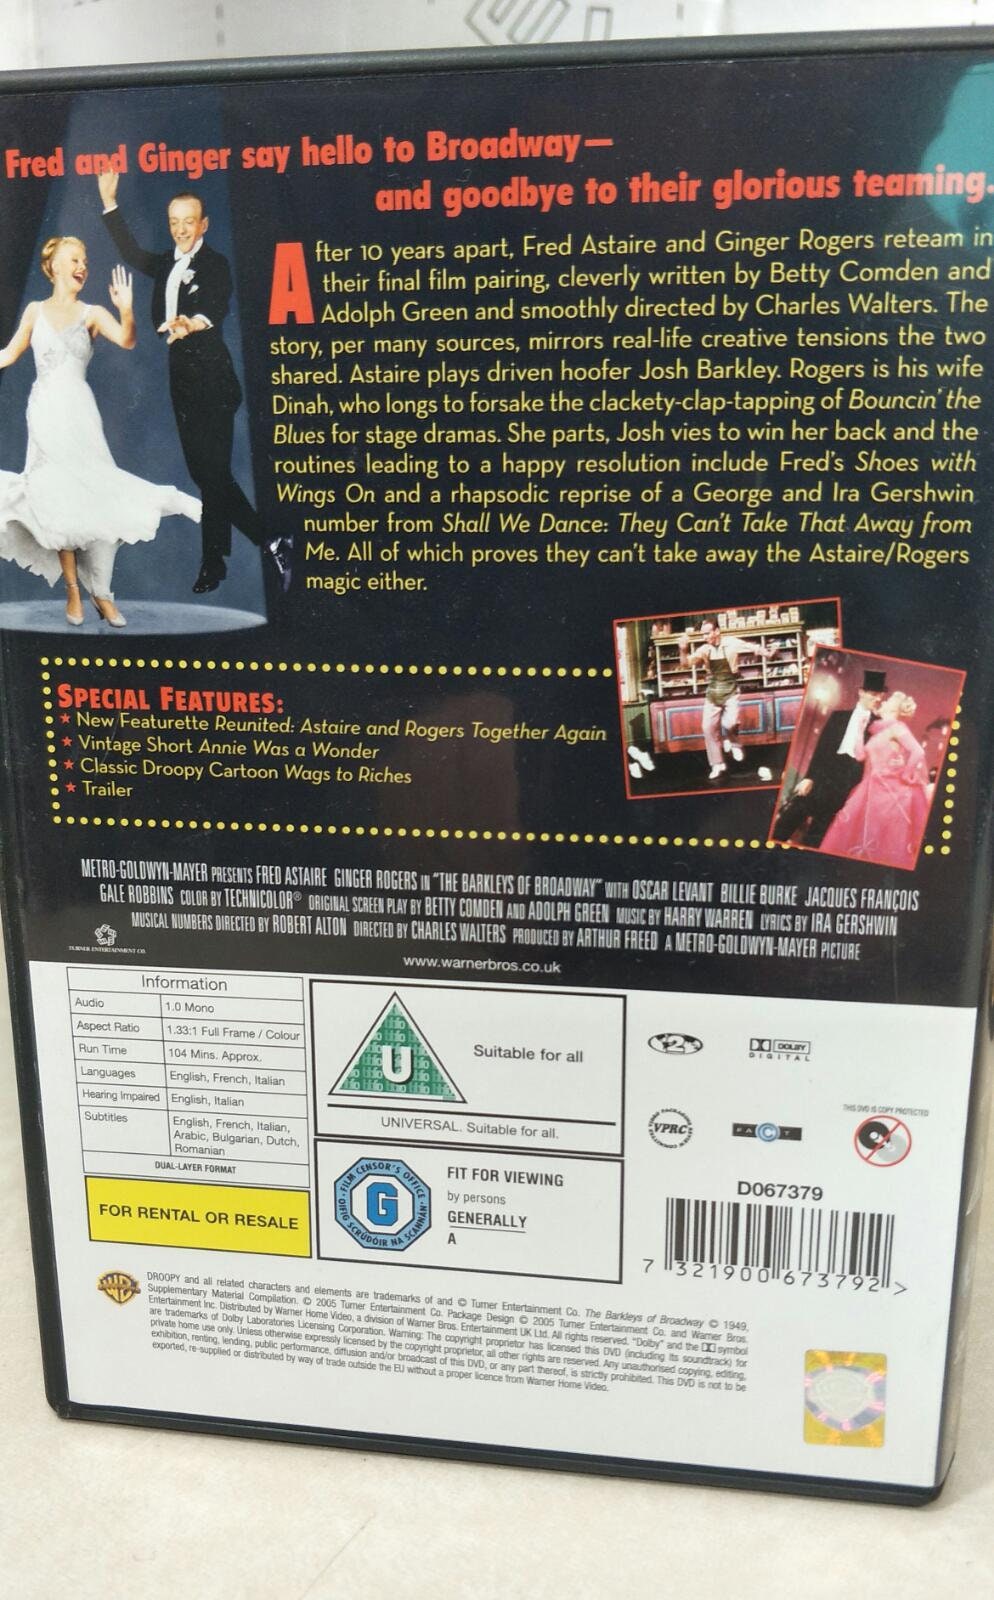 Fred and Ginger say hello to Broadway—
and goodbye to their glorious teaming.
After 10 years apart, Fred Astaire and Ginger Rogers reteam in
their final film pairing, cleverly written by Betty Comden and
Adolph Green and smoothly directed by Charles Walters. The
story, per many sources, mirrors real-life creative tensions the two
shared. Astaire plays driven hoofer Josh Barkley. Rogers is his wife
Dinah, who longs to forsake the clackety-clap-tapping of Bouncin' the
Blues for stage dramas. She parts, Josh vies to win her back and the
routines leading to a happy resolution include Fred's Shoes with
Wings On and a rhapsodic reprise of a George and Ira Gershwin
number from Shall We Dance: They Can't Take That Away from
Me. All of which proves they can't take away the Astaire/Rogers
magic either.
SPECIAL FEATURES:
★ New Featurette Reunited: Astaire and Rogers Together Again
★ Vintage Short Annie Was a Wonder
★ Classic Droopy Cartoon Wags to Riches
★ Trailer
METRO-GOLDWYN-MAYER PRESENTS FRED ASTAIRE GINGER ROGERS IN "THE BARKLEYS OF BROADWAY" WITH OSCAR LEVANT BILLIE BURKE JACQUES FRANÇOIS
GALE ROBBINS COLOR BY TECHNICOLOR® ORIGINAL SCREEN PLAY BY BETTY COMDEN AND ADOLPH GREEN MUSIC BY HARRY WARREN LYRICS BY IRA GERSHWIN
MUSICAL NUMBERS DIRECTED BY ROBERT ALTON DIRECTED BY CHARLES WALTERS PRODUCED BY ARTHUR FREED A METRO-GOLDWYN-MAYER PICTURE
TURNER ENTERTAINMENT CO.
www.warnerbros.co.uk
Information
Audio 1.0 Mono
Aspect Ratio 1.33:1 Full Frame / Colour
Run Time 104 Mins. Approx.
Languages English, French, Italian
Hearing Impaired English, Italian
Subtitles English, French, Italian,
Arabic, Bulgarian, Dutch,
Romanian
DUAL-LAYER FORMAT
FOR RENTAL OR RESALE
U
Suitable for all
UNIVERSAL. Suitable for all.
FILM CENSOR'S OFFICE
G
OIFIG SCRÚDÓIR NA SCANNÁN
FIT FOR VIEWING
by persons
GENERALLY
A
2
DOLBY
DIGITAL
VPRC
FACT
THIS DVD IS COPY PROTECTED
D067379
7 321900 673792 >
WB
DROOPY and all related characters and elements are trademarks of and © Turner Entertainment Co. The Barkleys of Broadway © 1949,
Supplementary Material Compilation. © 2005 Turner Entertainment Co. Package Design © 2005 Turner Entertainment Co. and Warner Bros.
Entertainment Inc. Distributed by Warner Home Video, a division of Warner Bros. Entertainment UK Ltd. All rights reserved. "Dolby" and the symbol
are trademarks of Dolby Laboratories Licensing Corporation. Warning: The copyright proprietor has licensed this DVD (including its soundtrack) for
private home use only. Unless otherwise expressly licensed by the copyright proprietor, all other rights are reserved. Any unauthorised copying, editing,
exhibition, renting, lending, public performance, diffusion and/or broadcast of this DVD, or any part thereof, is strictly prohibited. This DVD is not to be
exported, re-supplied or distributed by way of trade outside the EU without a proper licence from Warner Home Video.